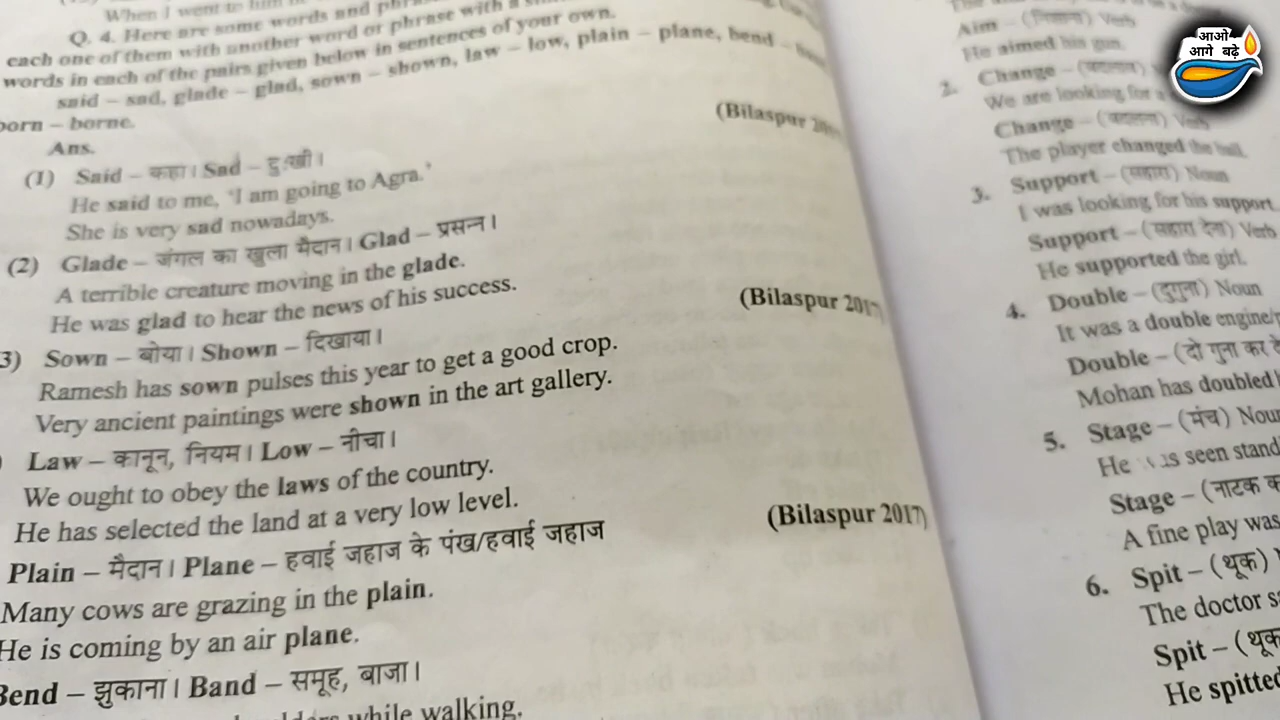 When I went to him
Q. 4. Here are some words and
each one of them with another word or phrase with a
words in each of the pairs given below in sentences of your own.
said – sad, glade – glad, sown – shown, law – low, plain – plane, bend –
born – borne.
(Bilaspur
Ans.
(1) Said – कहा। Sad – दुःखी।
He said to me, 'I am going to Agra.'
She is very sad nowadays.
(2) Glade – जंगल का खुला मैदान। Glad – प्रसन्न।
A terrible creature moving in the glade.
He was glad to hear the news of his success.
(Bilaspur 2017)
3) Sown – बोया। Shown – दिखाया।
Ramesh has sown pulses this year to get a good crop.
Very ancient paintings were shown in the art gallery.
) Law – कानून, नियम। Low – नीचा।
We ought to obey the laws of the country.
He has selected the land at a very low level.
(Bilaspur 2017)
Plain – मैदान। Plane – हवाई जहाज के पंख/हवाई जहाज
Many cows are grazing in the plain.
He is coming by an air plane.
Bend – झुकाना। Band – समूह, बाजा।
while walking.
Aim – (निशाना) Verb
He aimed his gun.
2. Change – (बदलाव)
We are looking for a
Change – (बदलना) Verb
The player changed the ball.
3. Support – (सहारा) Noun
I was looking for his support.
Support – (सहारा देना) Verb
He supported the girl.
4. Double – (दुगुना) Noun
It was a double engine
Double – (दो गुना कर
Mohan has doubled
5. Stage – (मंच) Noun
He seen
Stage – (नाटक
A fine play was
6. Spit – (थूक)
The doctor
Spit – (थूक
He spitted
आओ
आगे बढ़े